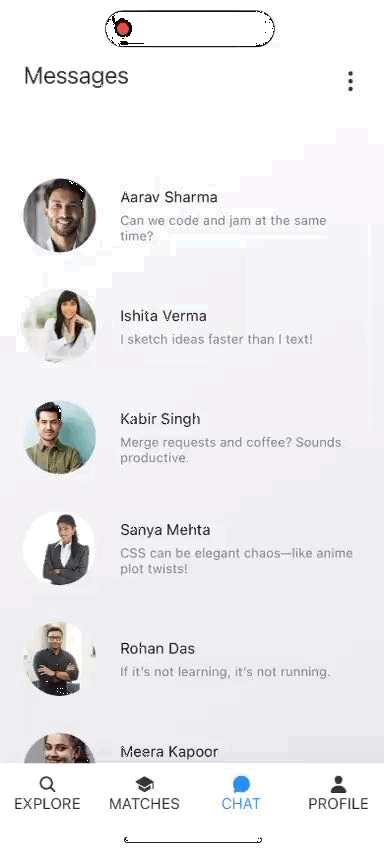 Messages
Aarav Sharma
Can we code and jam at the same
time?
Ishita Verma
I sketch ideas faster than I text!
Kabir Singh
Merge requests and coffee? Sounds
productive.
Sanya Mehta
CSS can be elegant chaos—like anime
plot twists!
Rohan Das
If it's not learning, it's not running.
Meera Kapoor
EXPLORE MATCHES CHAT PROFILE